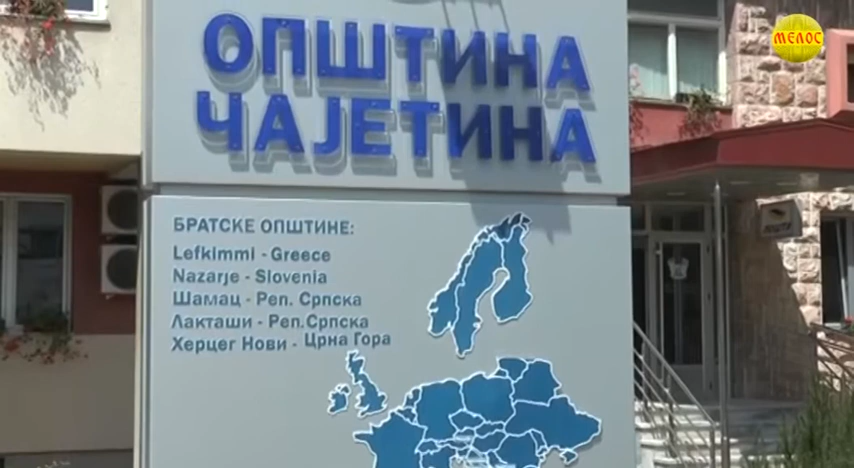 МЕЛОС
ОПШТИНА
ЧАЈЕТИНА
БРАТСКЕ ОПШТИНЕ:
Lefkimmi - Greece
Nazarje - Slovenia
Шамац - Реп. Српска
Лакташи - Реп.Српска
Херцег Нови - Црна Гора